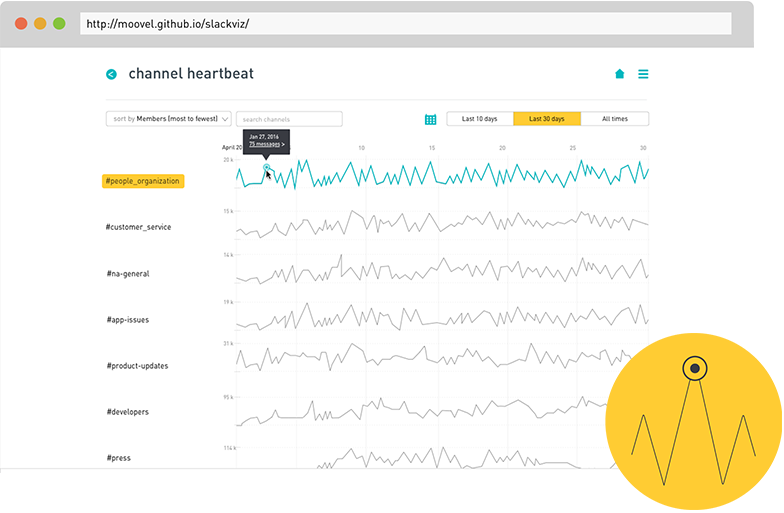 http://moovel.github.io/slackviz/
channel heartbeat
sort by Members (most to fewest)
search channels
Last 10 days
Last 30 days
All times
Jan 27, 2016
75 messages >
April 20
10
15
20
25
30
20 k
#people_organization
15 k
#customer_service
14 k
#na-general
19 k
#app-issues
21 k
#product-updates
95 k
#developers
114 k
#press